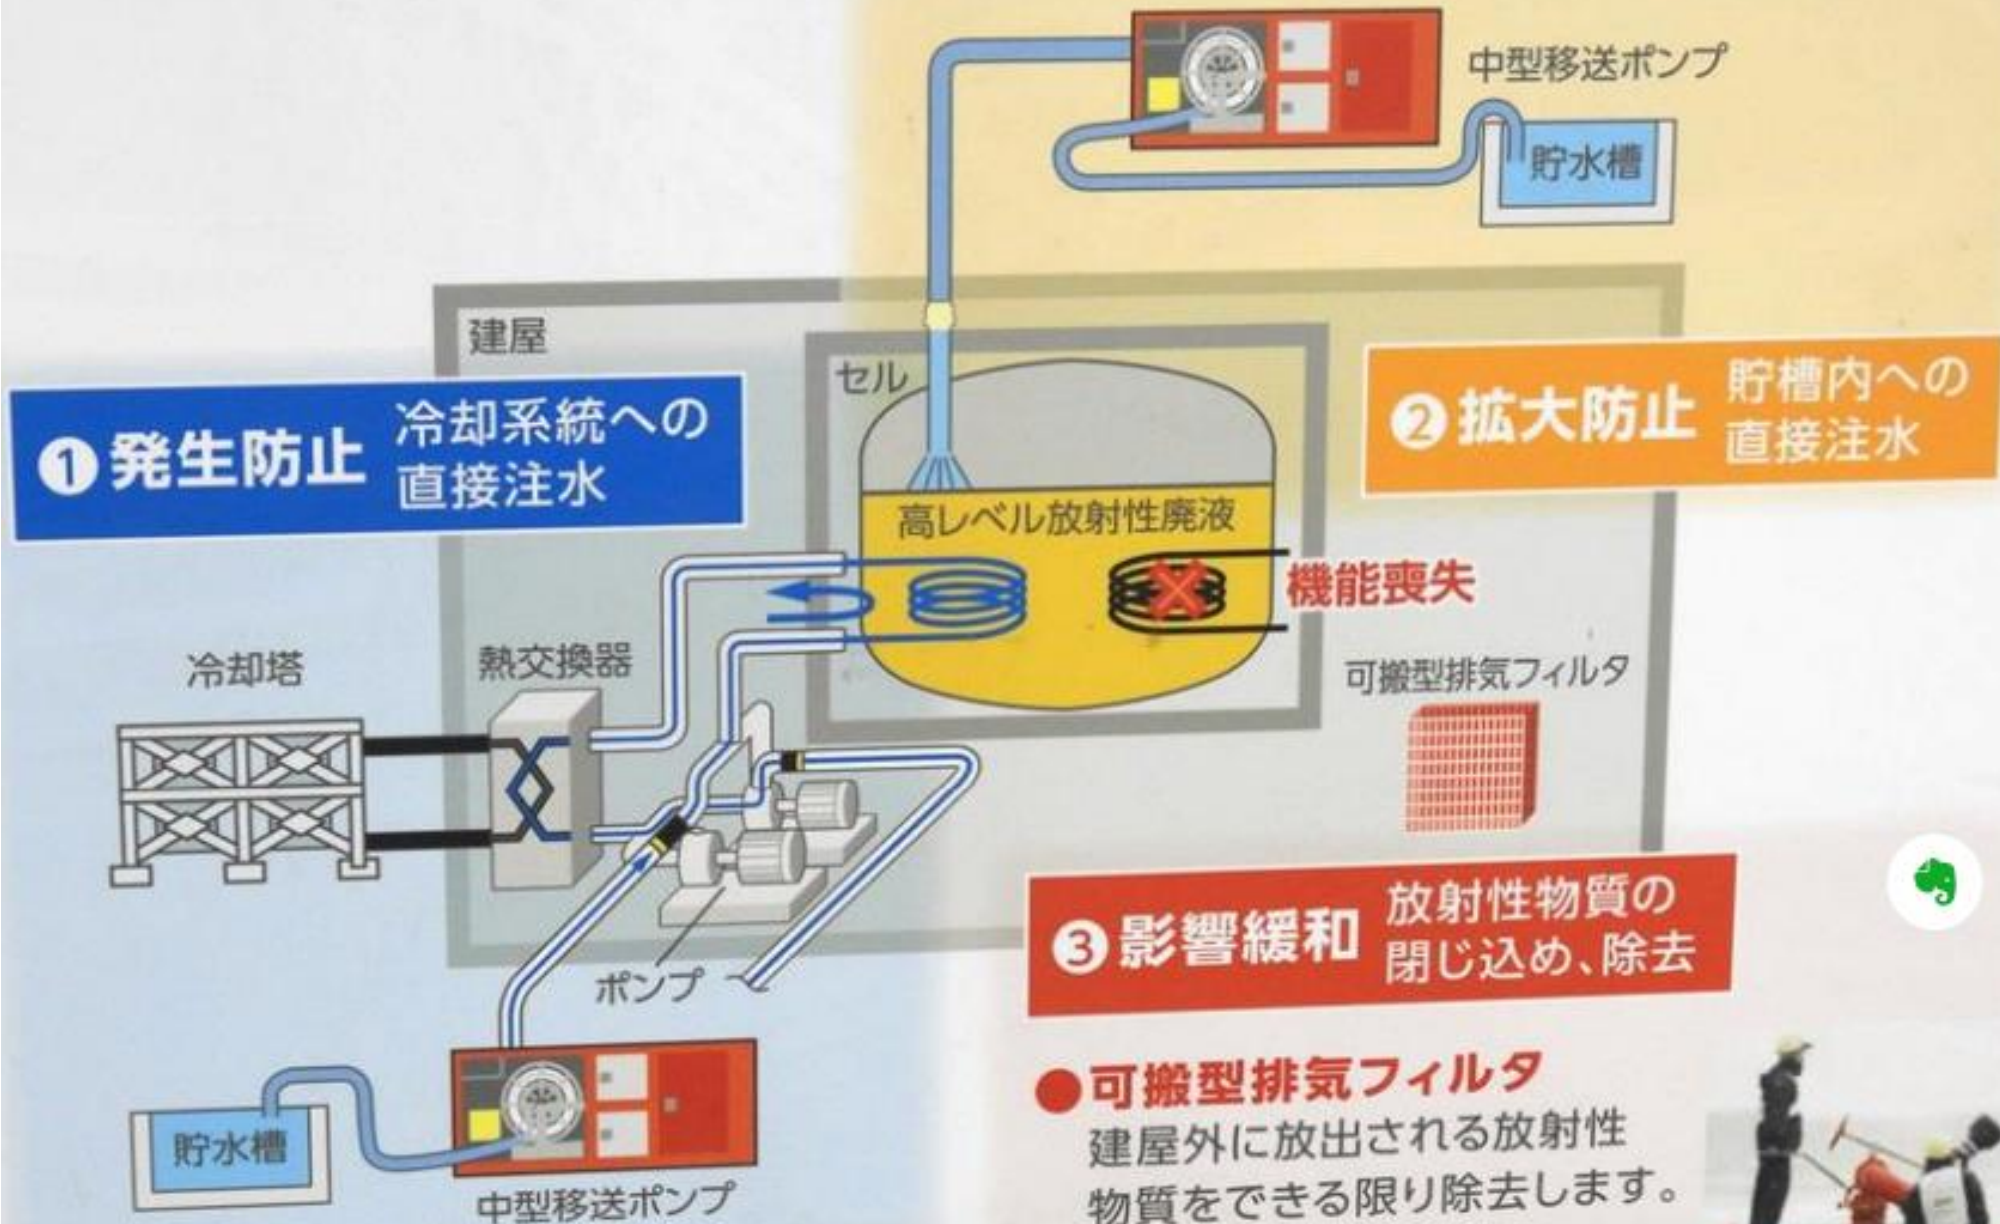 中型移送ポンプ
貯水槽
建屋
セル
❶発生防止
冷却系統への
直接注水
❷拡大防止
貯槽内への
直接注水
高レベル放射性廃液
機能喪失
冷却塔
熱交換器
可搬型排気フィルタ
❸影響緩和
放射性物質の
閉じ込め、除去
ポンプ
●可搬型排気フィルタ
建屋外に放出される放射性
物質をできる限り除去します。
貯水槽
中型移送ポンプ